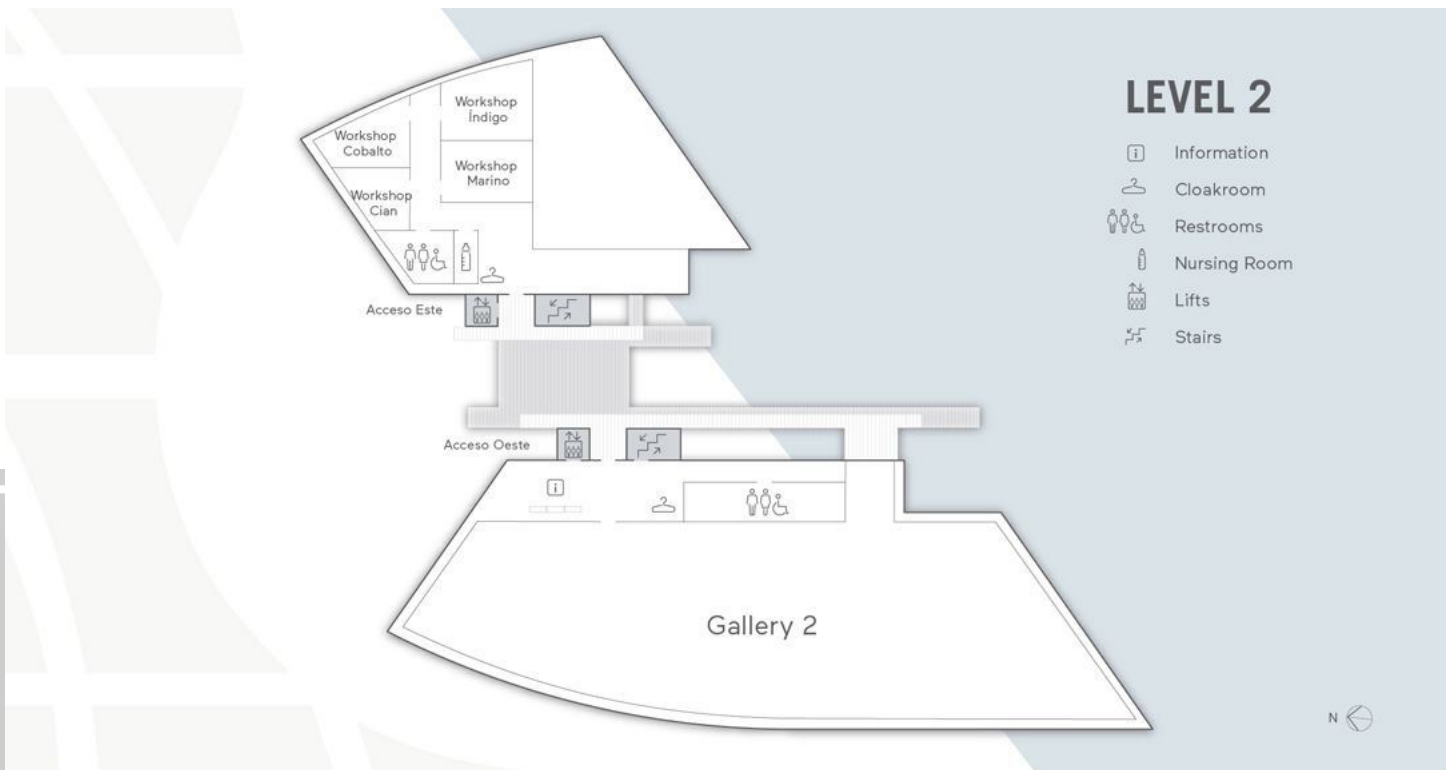 LEVEL 2
Information
Cloakroom
Restrooms
Nursing Room
Lifts
Stairs
Workshop
Índigo
Workshop
Cobalto
Workshop
Marino
Workshop
Cian
Acceso Este
Acceso Oeste
Gallery 2
N